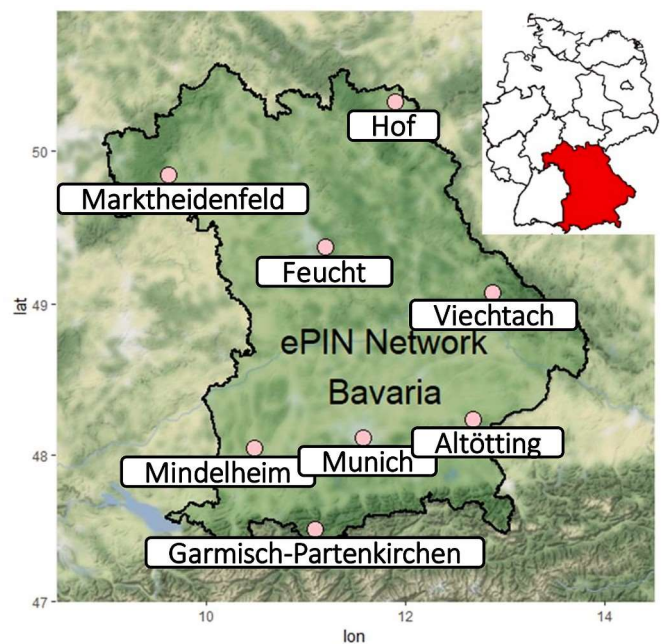 Hof
50
Marktheidenfeld
Feucht
lat
49
Viechtach
ePIN Network
Bavaria
Altötting
48
Munich
Mindelheim
Garmisch-Partenkirchen
47
10
12
14
lon